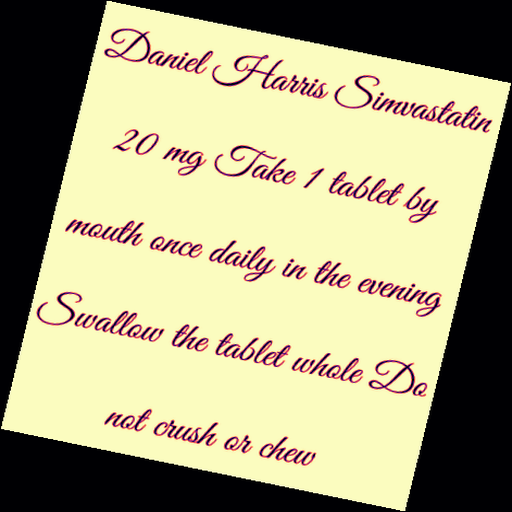 Daniel Harris Simvastatin
20 mg Take 1 tablet by
mouth once daily in the evening
Swallow the tablet whole Do
not crush or chew